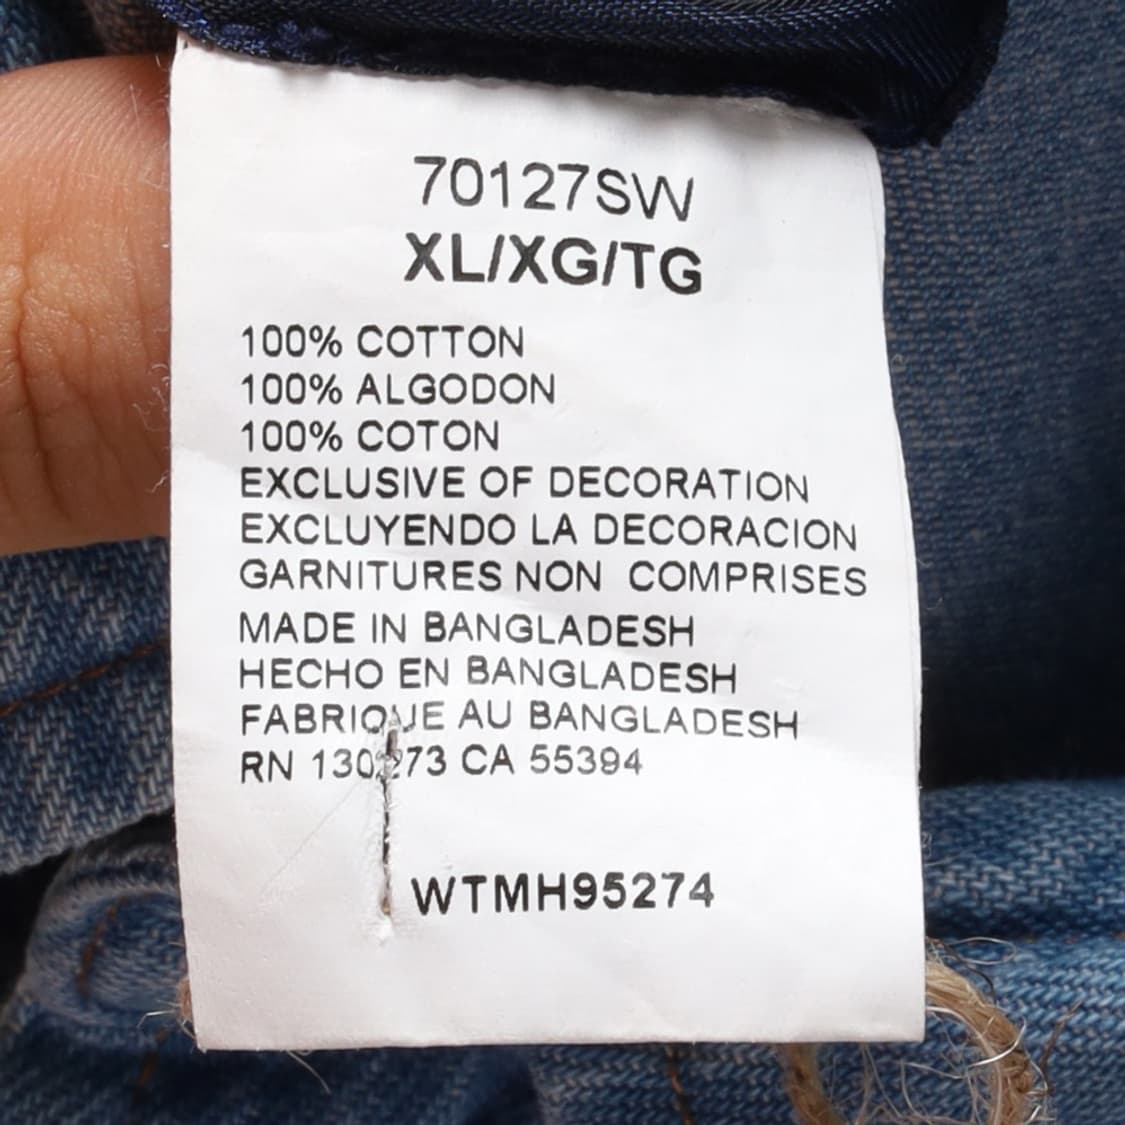 70127SW
XL/XG/TG
100% COTTON
100% ALGODON
100% COTON
EXCLUSIVE OF DECORATION
EXCLUYENDO LA DECORACION
GARNITURES NON COMPRISES
MADE IN BANGLADESH
HECHO EN BANGLADESH
FABRIQUE AU BANGLADESH
RN 130273 CA 55394
WTMH95274